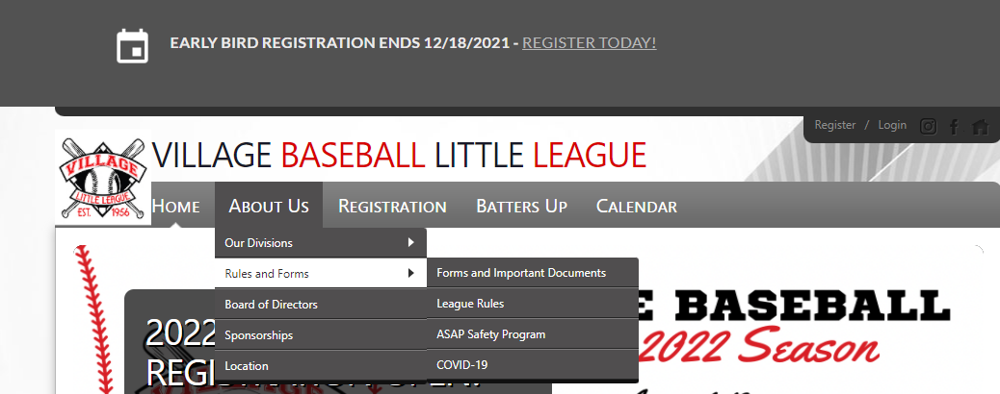 EARLY BIRD REGISTRATION ENDS 12/18/2021 - REGISTER TODAY!
Register / Login
VILLAGE
LITTLE LEAGUE
EST. 1956
VILLAGE BASEBALL LITTLE LEAGUE
HOME ABOUT US REGISTRATION BATTERS UP CALENDAR
Our Divisions
Rules and Forms
Board of Directors
Sponsorships
Location
Forms and Important Documents
League Rules
ASAP Safety Program
COVID-19
2022
E BASEBALL
2022 Season